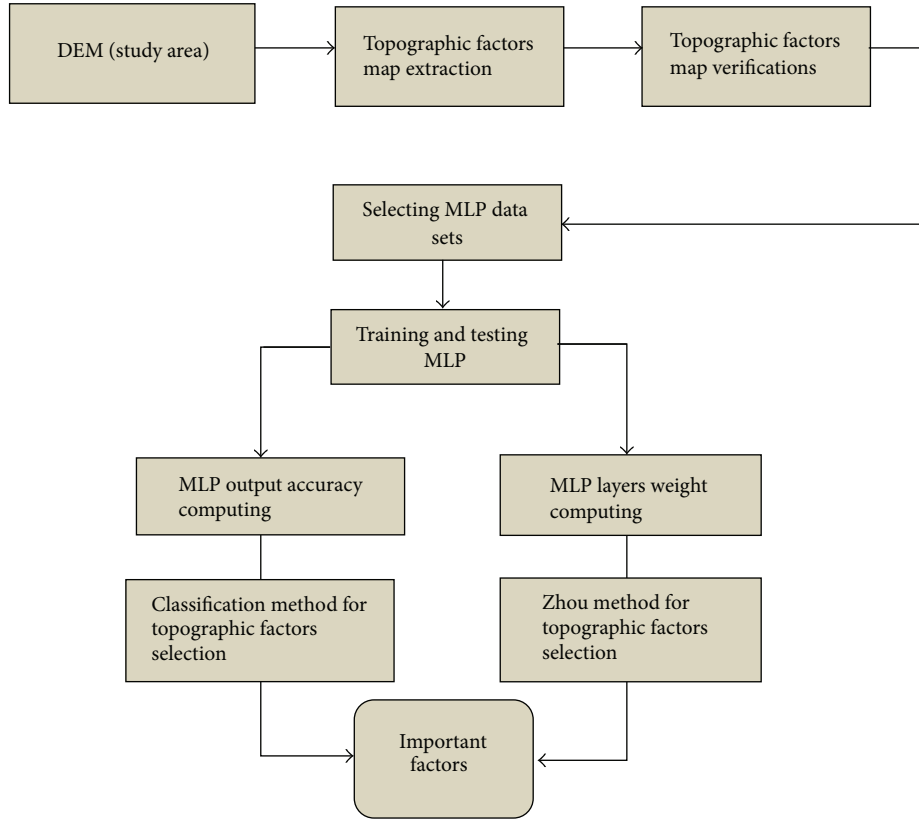 DEM (study area)
Topographic factors
map extraction
Topographic factors
map verifications
Selecting MLP data
sets
Training and testing
MLP
MLP output accuracy
computing
MLP layers weight
computing
Classification method for
topographic factors
selection
Zhou method for
topographic factors
selection
Important
factors